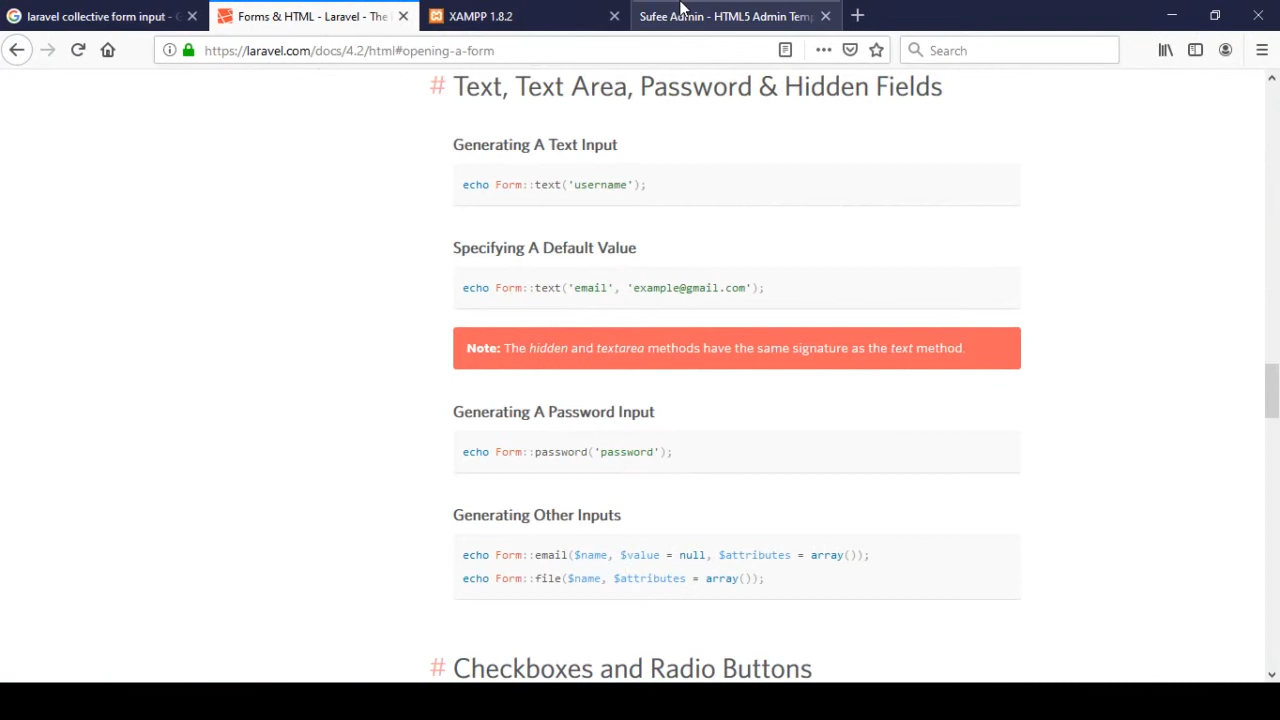 laravel collective form input - G
Forms & HTML - Laravel - The
XAMPP 1.8.2
Sufee Admin - HTML5 Admin Temp
https://laravel.com/docs/4.2/html#opening-a-form
Search
# Text, Text Area, Password & Hidden Fields
Generating A Text Input
echo Form::text('username');
Specifying A Default Value
echo Form::text('email', 'example@gmail.com');
Note: The hidden and textarea methods have the same signature as the text method.
Generating A Password Input
echo Form::password('password');
Generating Other Inputs
echo Form::email($name, $value = null, $attributes = array());
echo Form::file($name, $attributes = array());
# Checkboxes and Radio Buttons